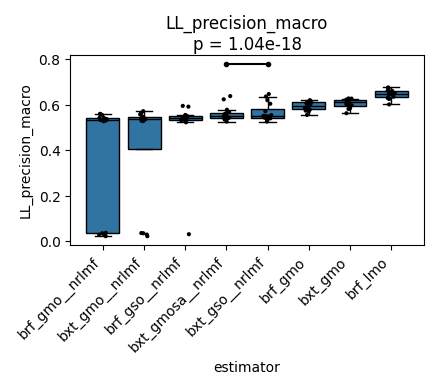 LL_precision_macro
p = 1.04e-18
LL_precision_macro
0.8
0.6
0.4
0.2
0.0
brf_gmo__nrlmf
bxt_gmo__nrlmf
brf_gso__nrlmf
bxt_gmosa__nrlmf
bxt_gso__nrlmf
brf_gmo
bxt_gmo
brf_lmo
estimator